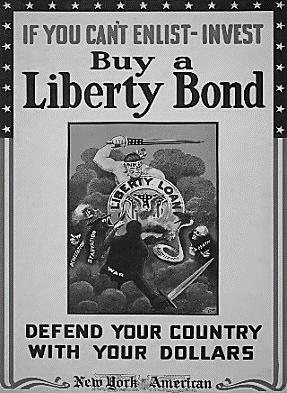 IF YOU CAN'T ENLIST-INVEST
Buy a
Liberty Bond
LIBERTY LOAN
STARVATION
WAR
DEATH
DEFEND YOUR COUNTRY
WITH YOUR DOLLARS
New York American